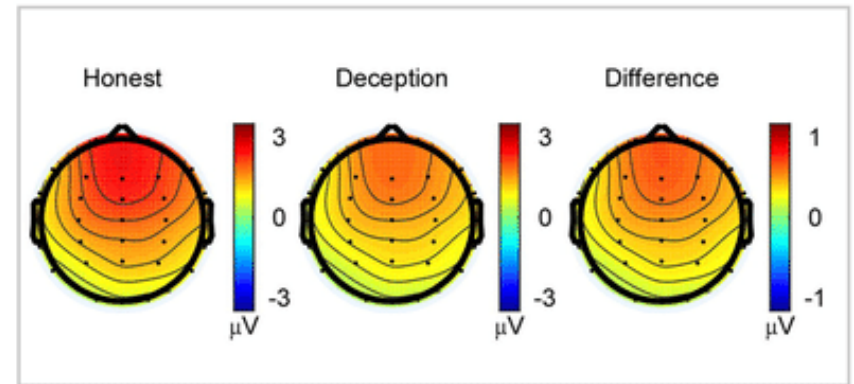 Honest
Deception
Difference
3
0
-3
μV
3
0
-3
μV
1
0
-1
μV